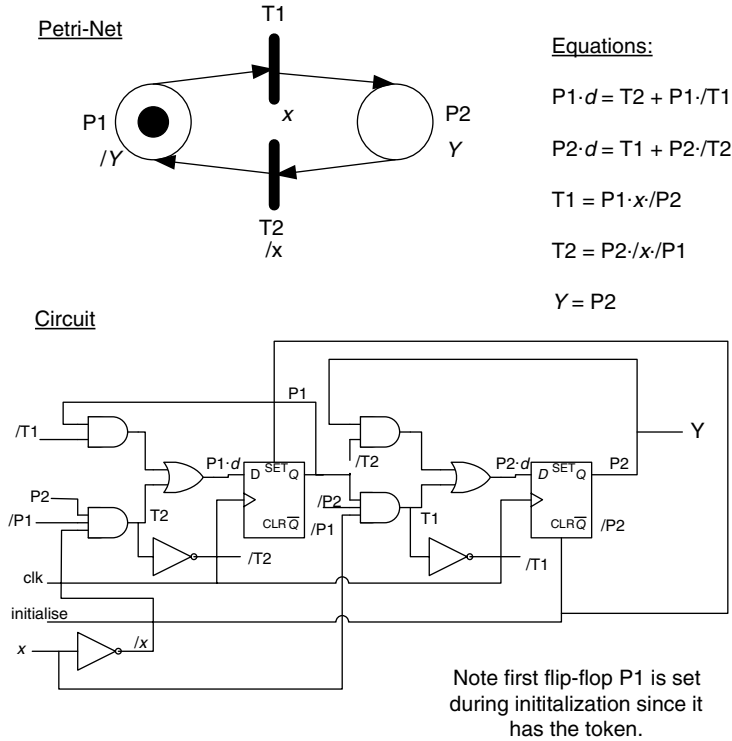 Petri-Net
T1
P1
/Y
x
P2
Y
T2
/x
Equations:
P1·d = T2 + P1·/T1
P2·d = T1 + P2·/T2
T1 = P1·x·/P2
T2 = P2·/x·/P1
Y = P2
Circuit
P1
/T1
P1·d
D SET Q
CLR Q
/T2
P2·d
D SET Q
CLR Q
P2
Y
P2
/P1
T2
/T2
/P1
/P2
T1
/T1
/P2
clk
initialise
x
/x
Note first flip-flop P1 is set
during inititalization since it
has the token.